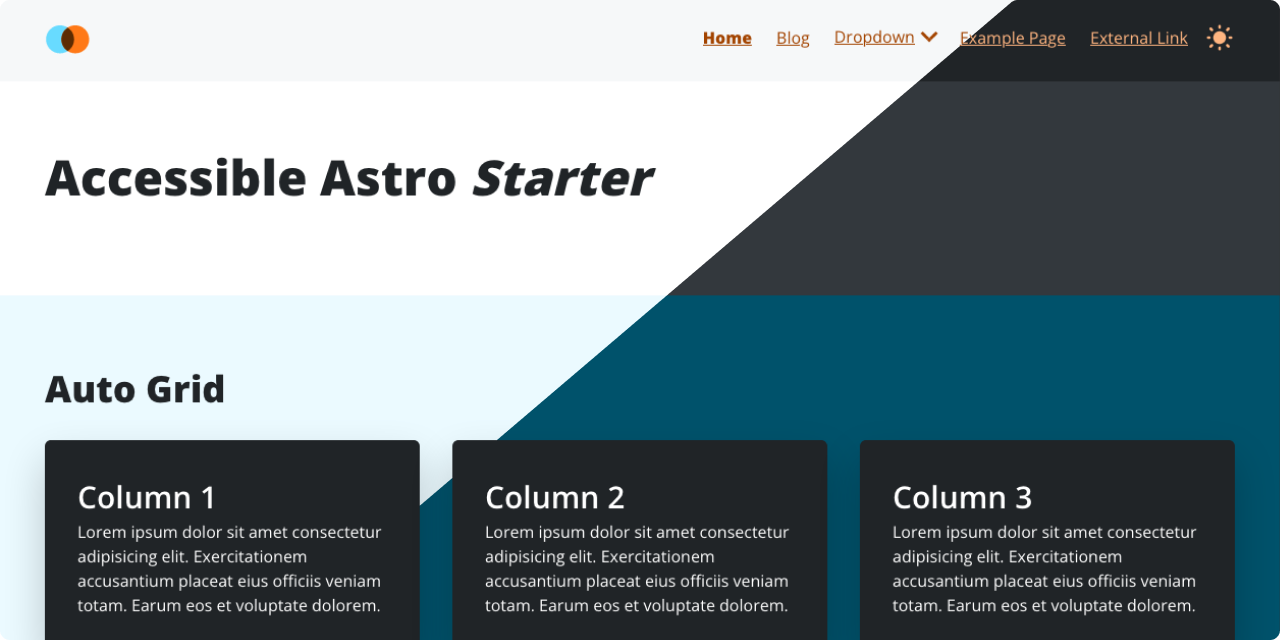 Home Blog Dropdown Example Page External Link
Accessible Astro Starter
Auto Grid
Column 1
Lorem ipsum dolor sit amet consectetur
adipisicing elit. Exercitationem
accusantium placeat eius officiis veniam
totam. Earum eos et voluptate dolorem.
Column 2
Lorem ipsum dolor sit amet consectetur
adipisicing elit. Exercitationem
accusantium placeat eius officiis veniam
totam. Earum eos et voluptate dolorem.
Column 3
Lorem ipsum dolor sit amet consectetur
adipisicing elit. Exercitationem
accusantium placeat eius officiis veniam
totam. Earum eos et voluptate dolorem.